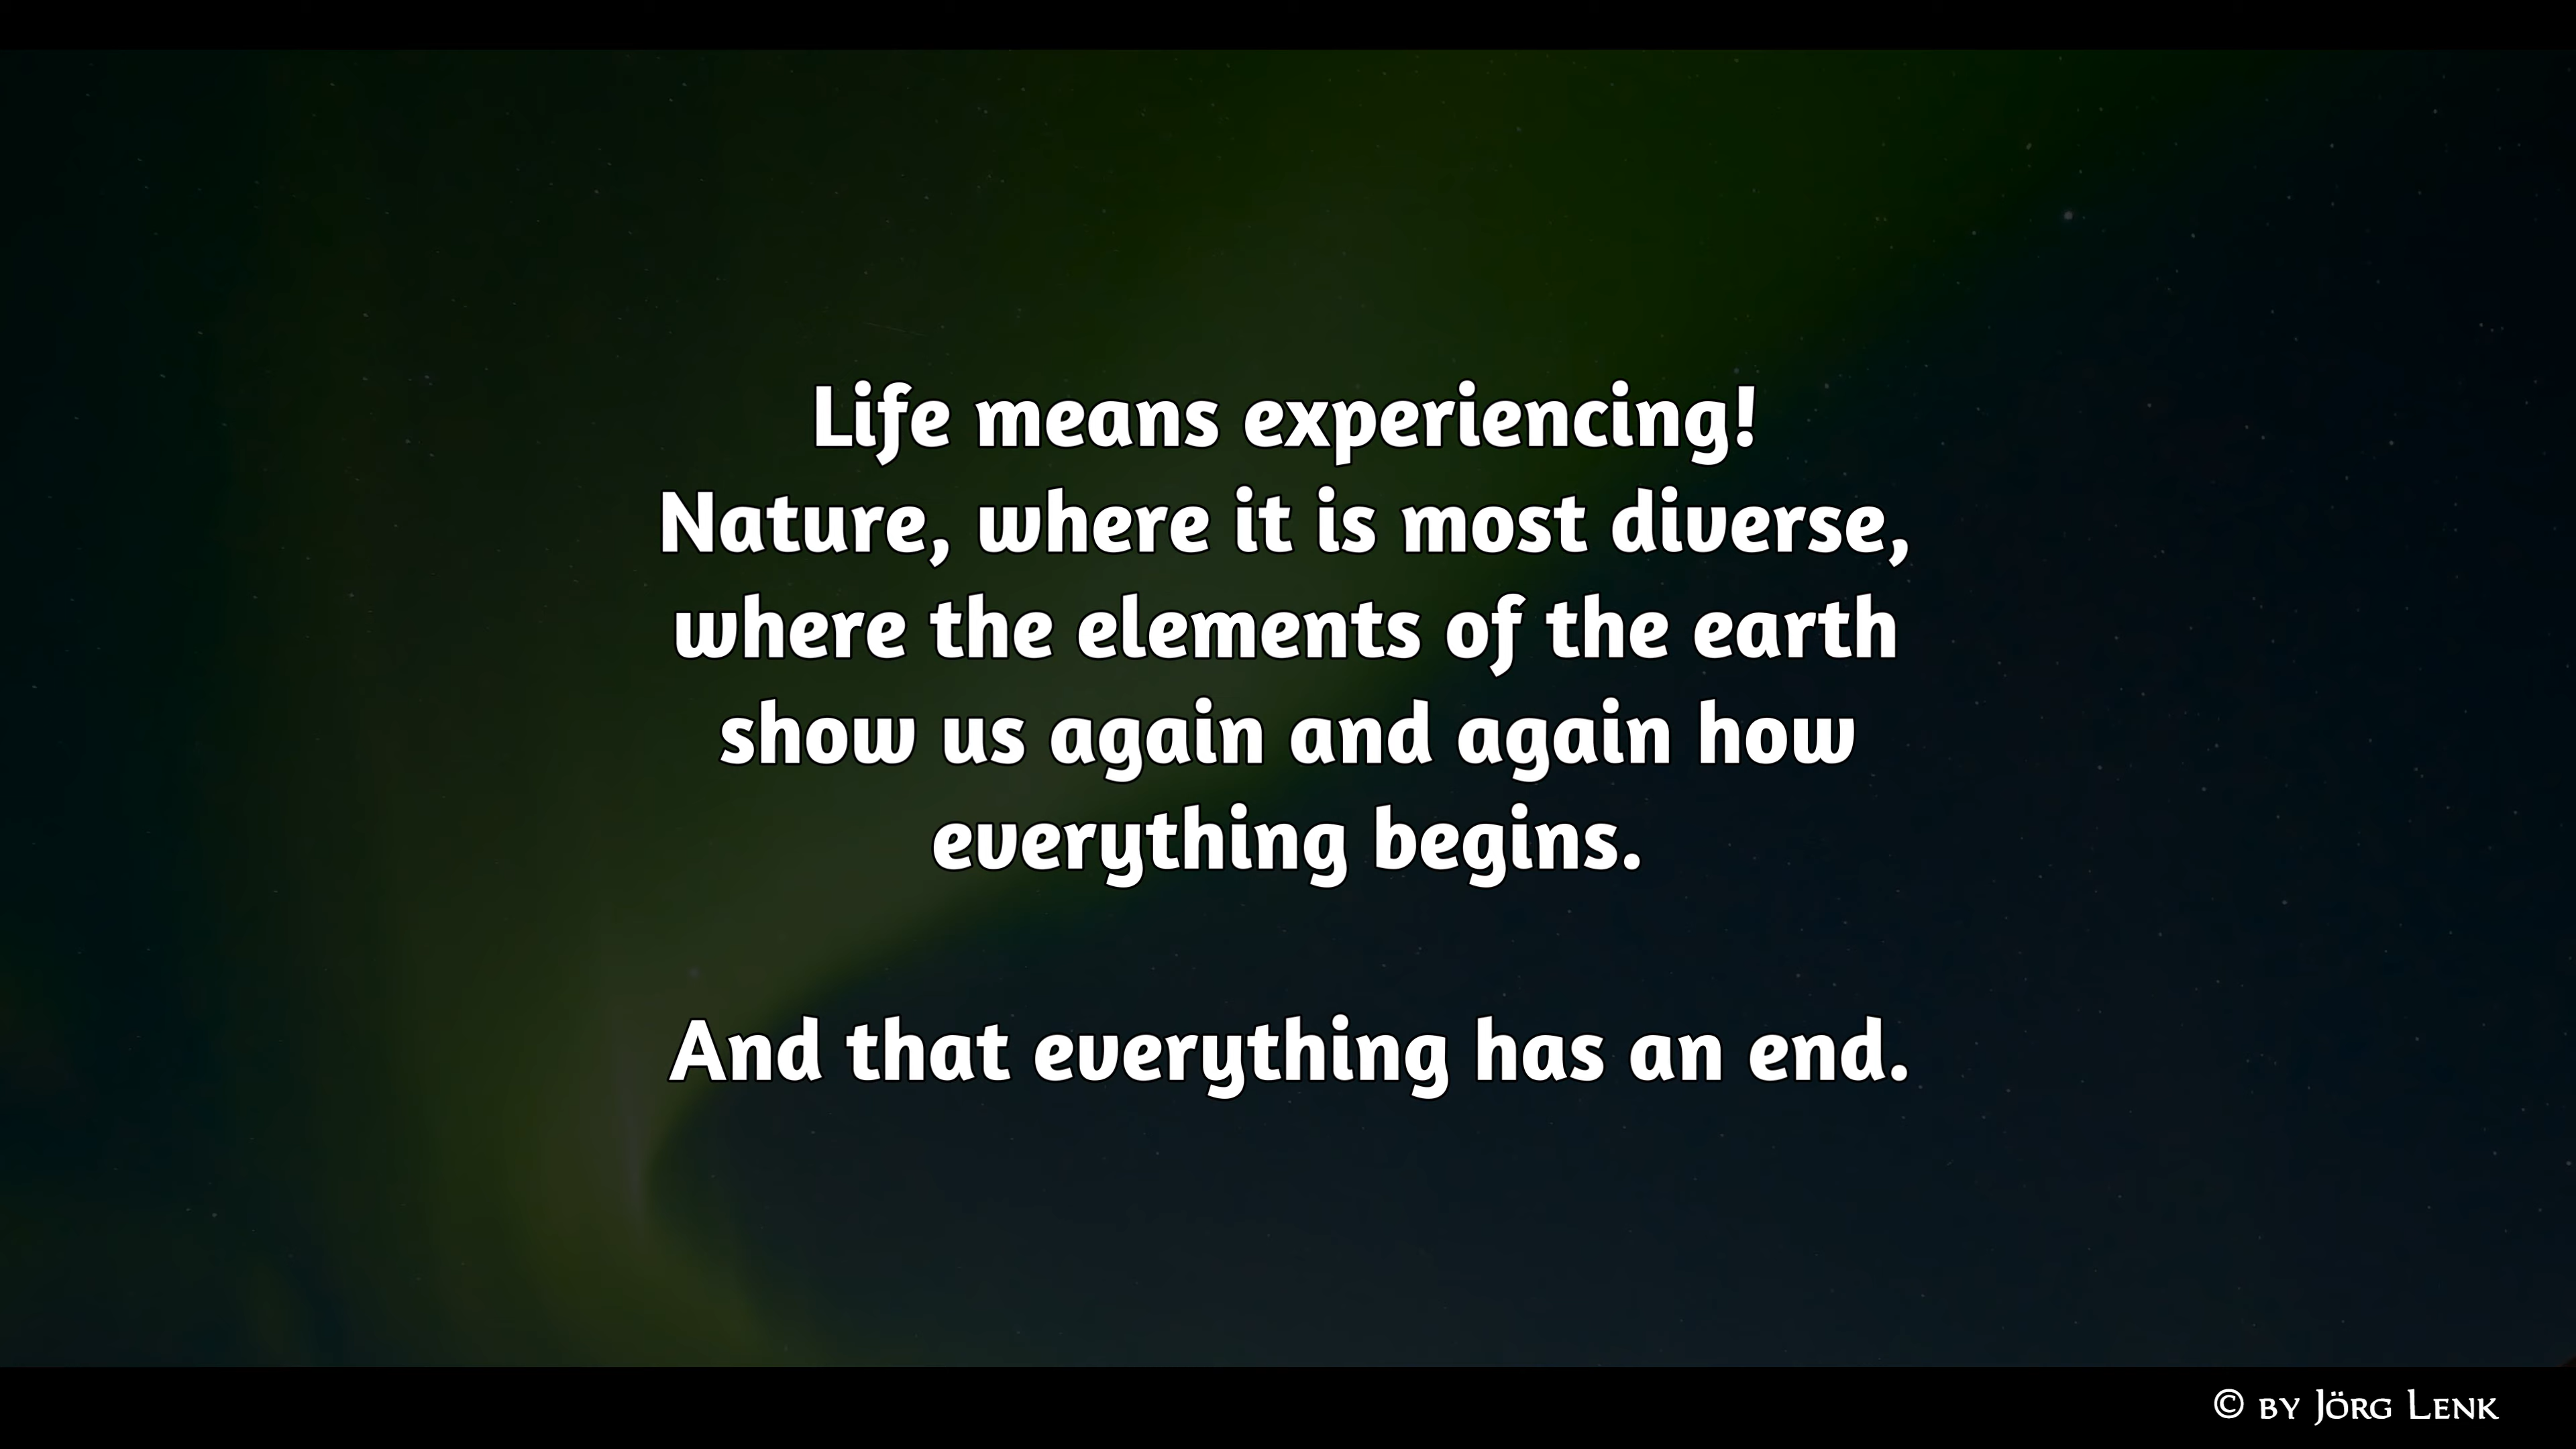 Life means experiencing!
Nature, where it is most diverse,
where the elements of the earth
show us again and again how
everything begins.
And that everything has an end.
© by Jörg Lenk